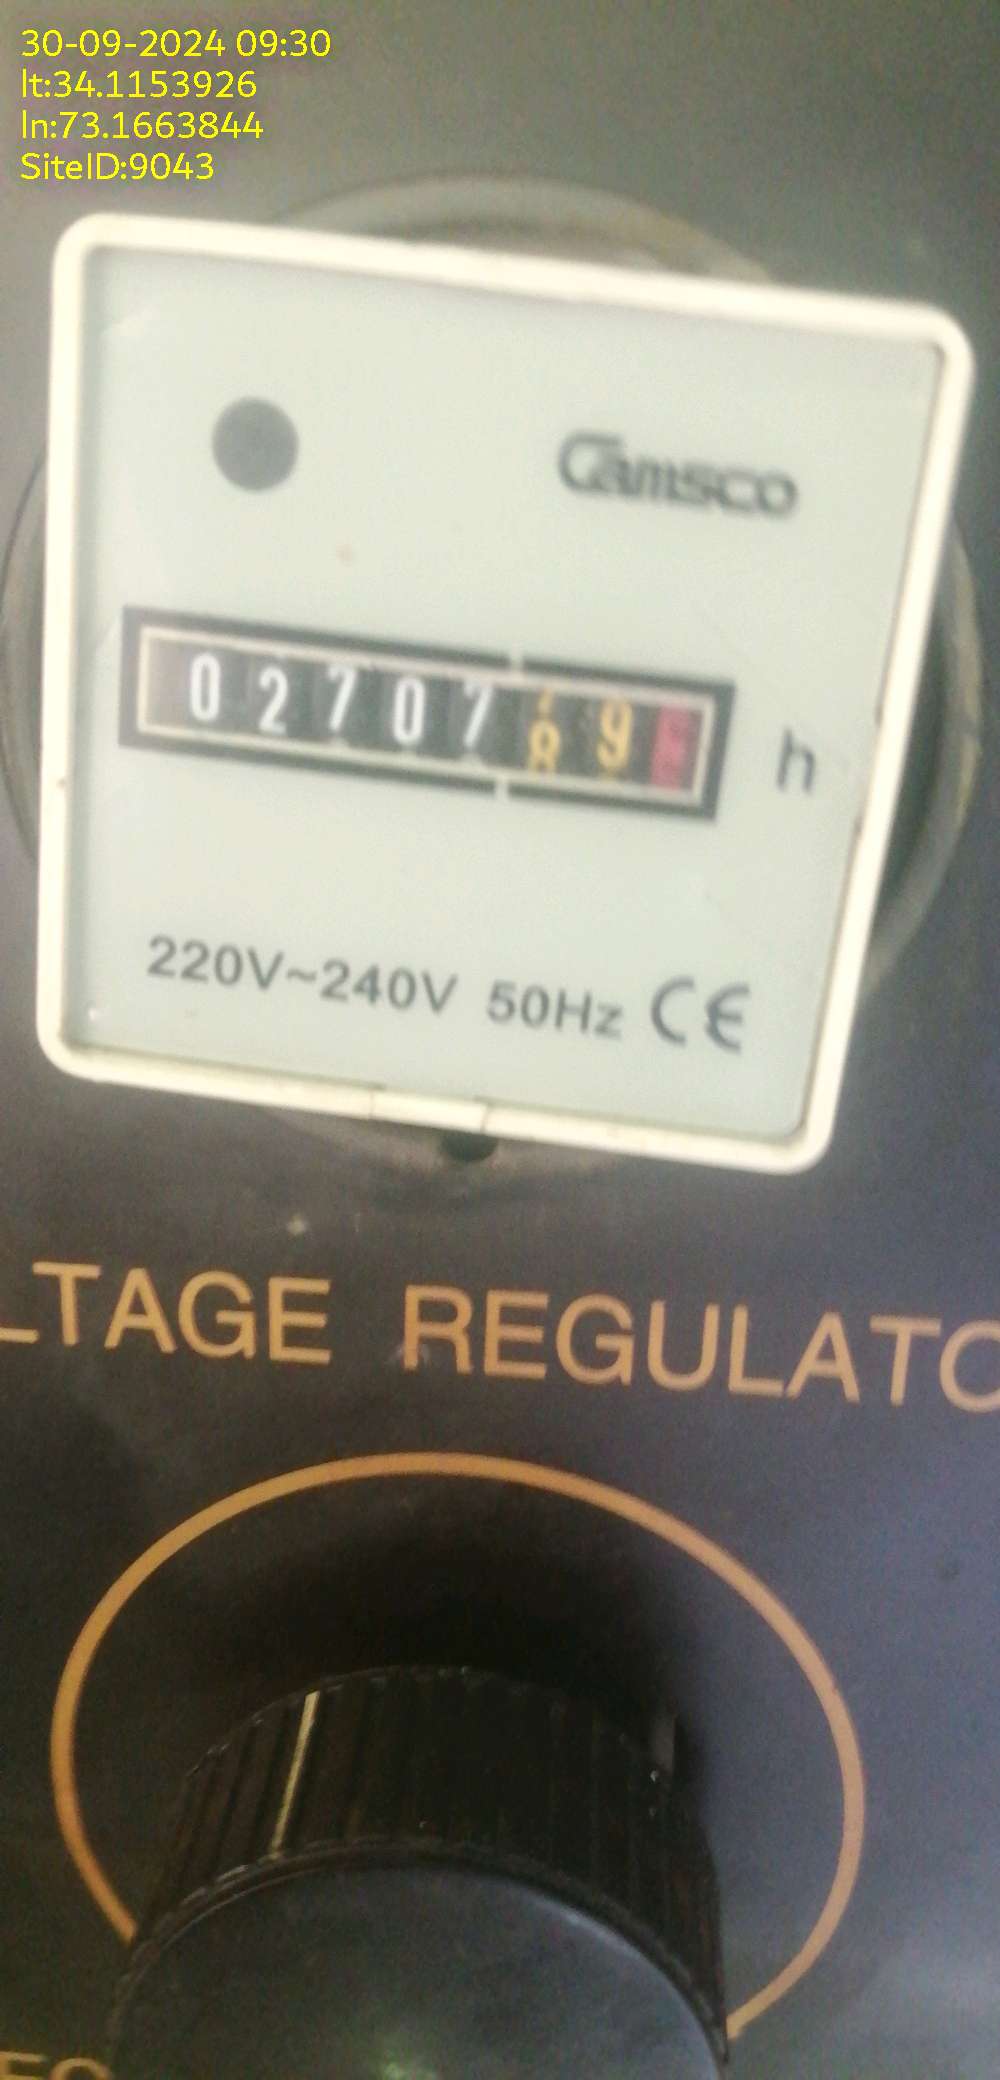 30-09-2024 09:30
lt:34.1153926
ln:73.1663844
SiteID:9043
Camsco
02707 9
h
220V~240V 50Hz CE
LTAGE REGULATO